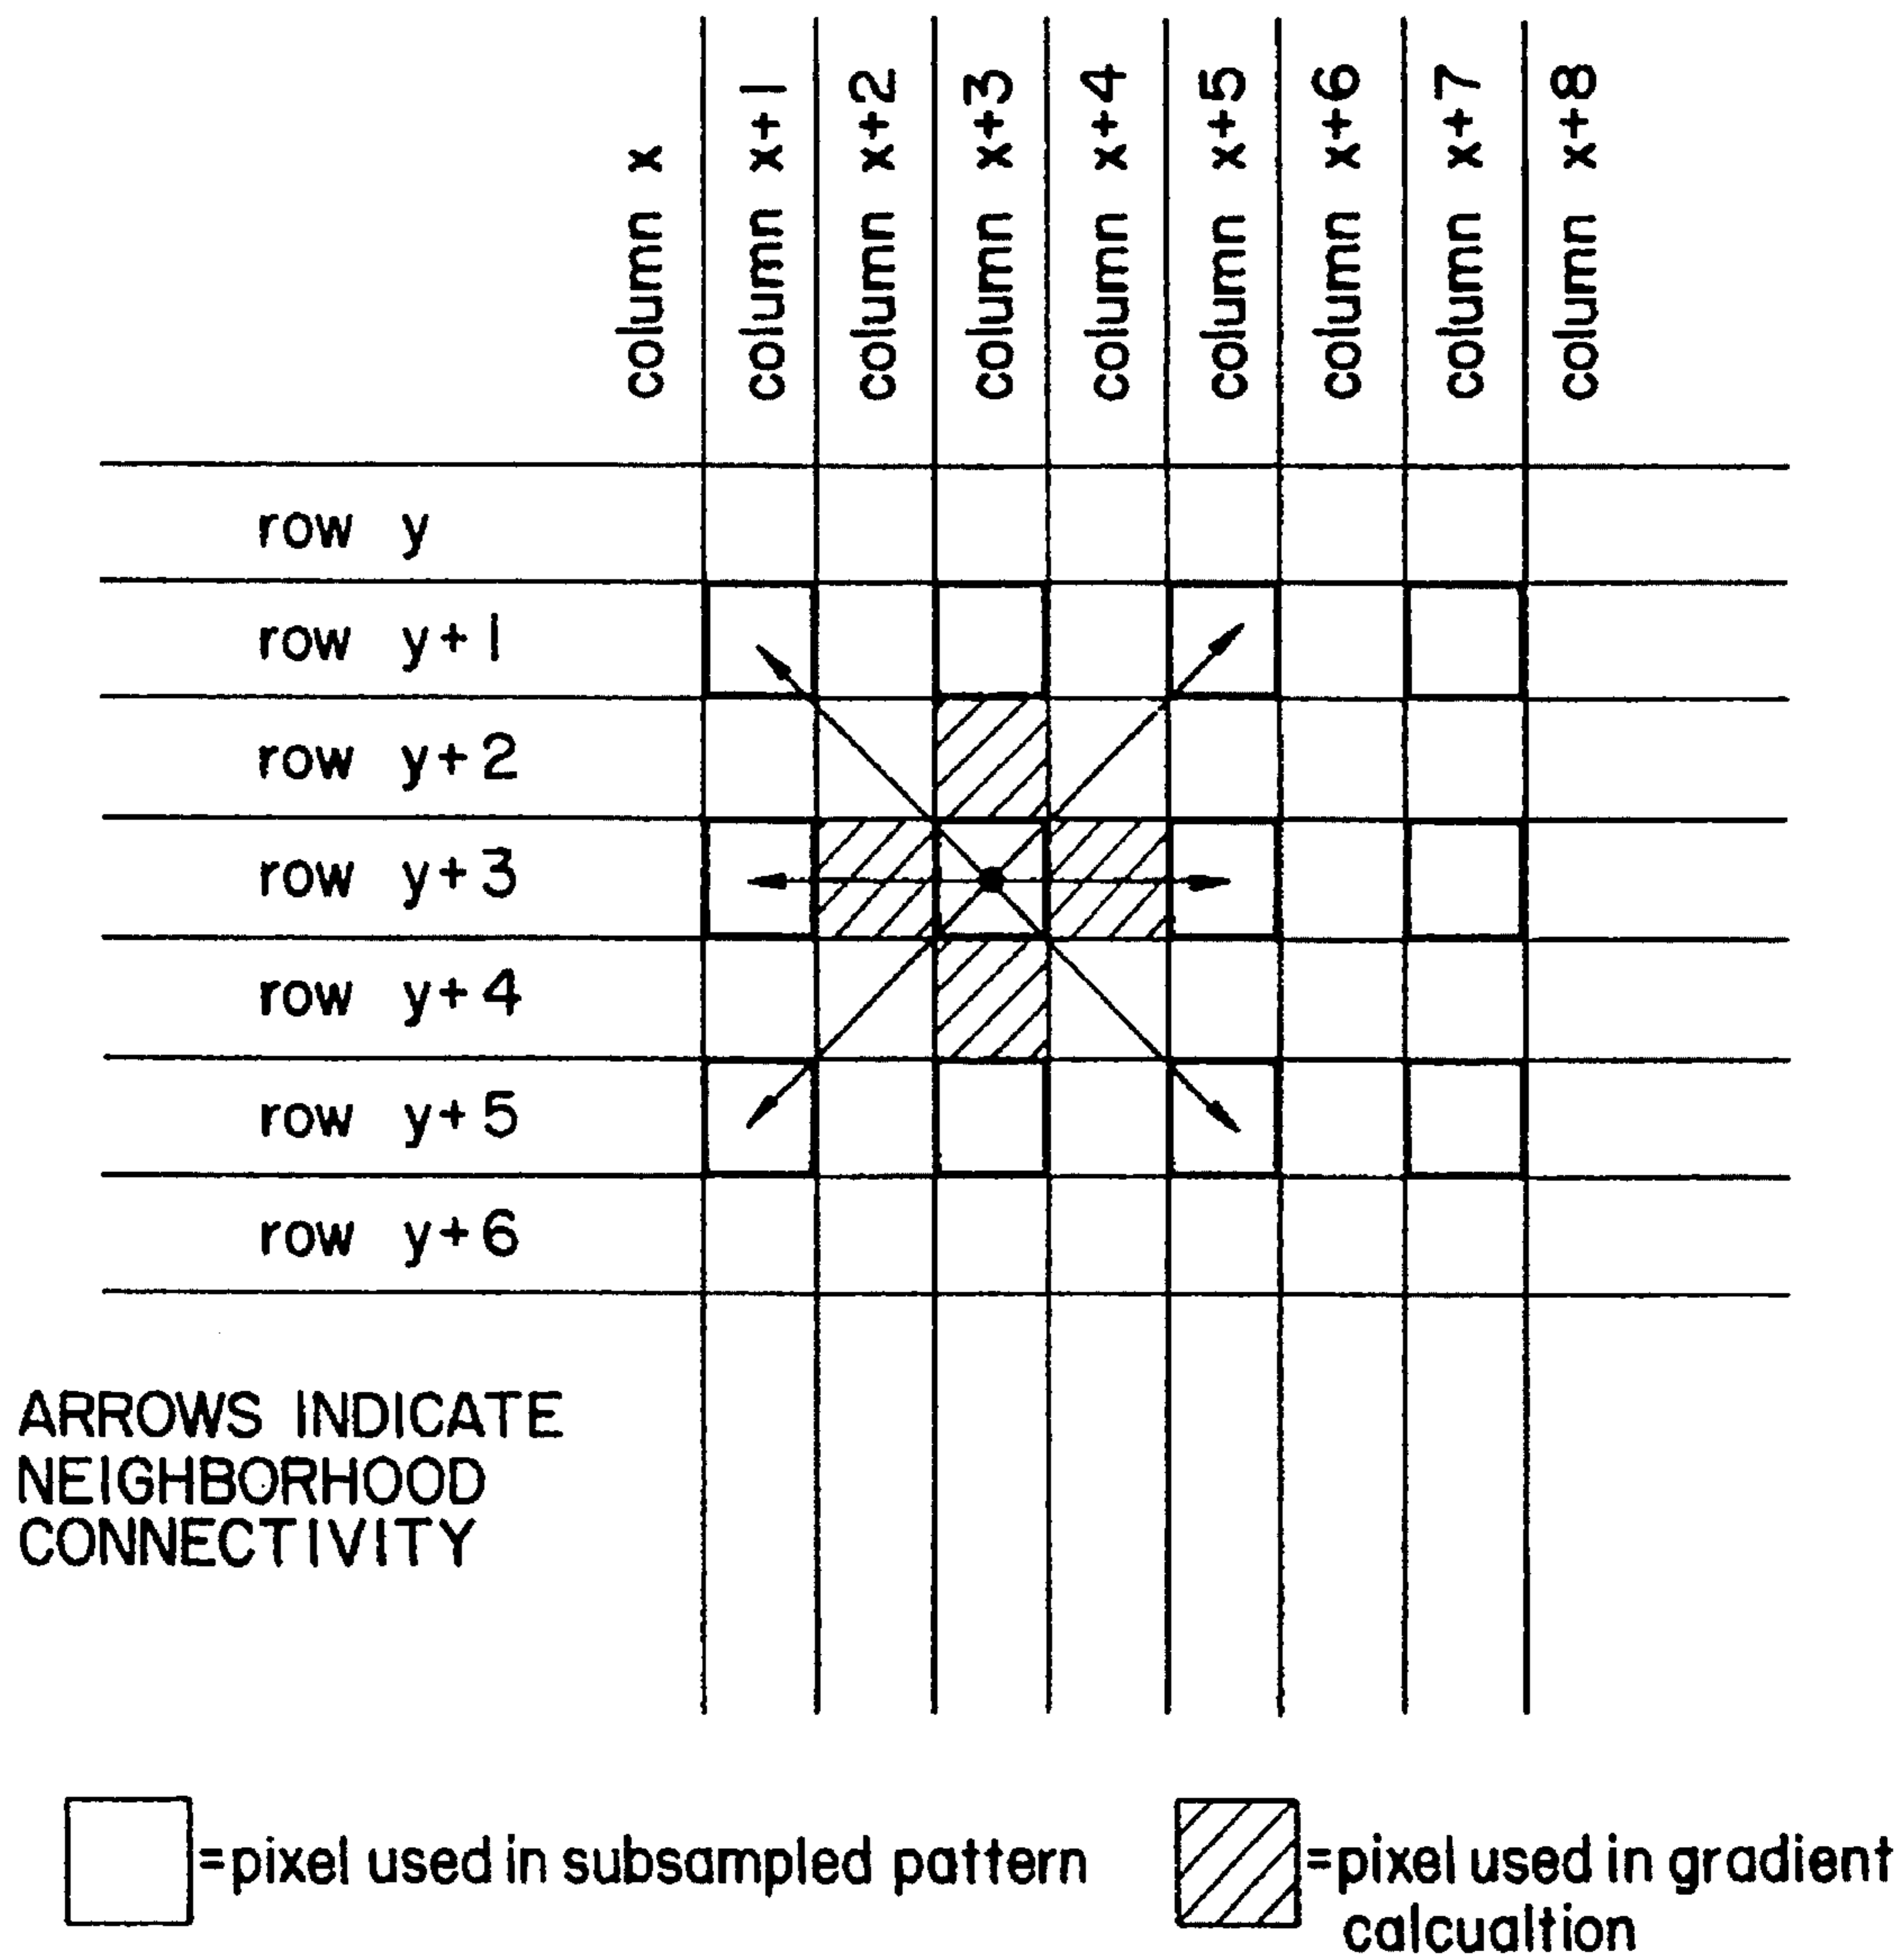 column x
column x+1
column x+2
column x+3
column x+4
column x+5
column x+6
column x+7
column x+8
row y
row y+1
row y+2
row y+3
row y+4
row y+5
row y+6
ARROWS INDICATE
NEIGHBORHOOD
CONNECTIVITY
=pixel used in subsampled pattern
=pixel used in gradient
calcualtion